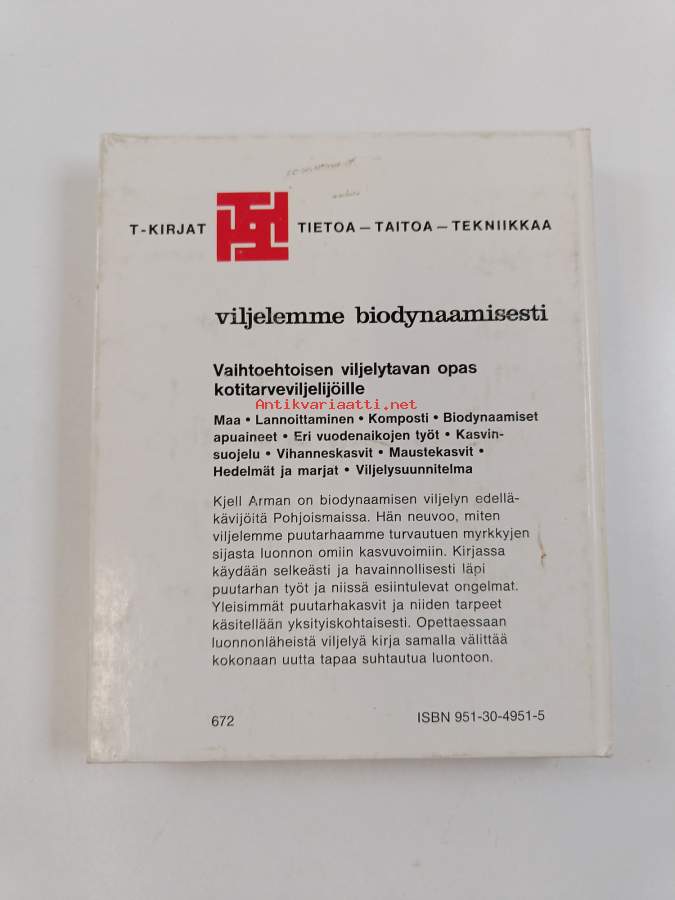 T-KIRJAT TIETOA — TAITOA — TEKNIIKKAA
viljelemme biodynaamisesti
Vaihtoehtoisen viljelytavan opas
kotitarveviljelijöille
Antikvariaatti.net
Maa • Lannoittaminen • Komposti • Biodynaamiset
apuaineet • Eri vuodenaikojen työt • Kasvin-
suojelu • Vihanneskasvit • Maustekasvit •
Hedelmät ja marjat • Viljelysuunnitelma
Kjell Arman on biodynaamisen viljelyn edellä-
kävijöitä Pohjoismaissa. Hän neuvoo, miten
viljelemme puutarhaamme turvautuen myrkkyjen
sijasta luonnon omiin kasvuvoimiin. Kirjassa
käydään selkeästi ja havainnollisesti läpi
puutarhan työt ja niissä esiintulevat ongelmat.
Yleisimmät puutarhakasvit ja niiden tarpeet
käsitellään yksityiskohtaisesti. Opettaessaan
luonnonläheistä viljelyä kirja samalla välittää
kokonaan uutta tapaa suhtautua luontoon.
672 ISBN 951-30-4951-5